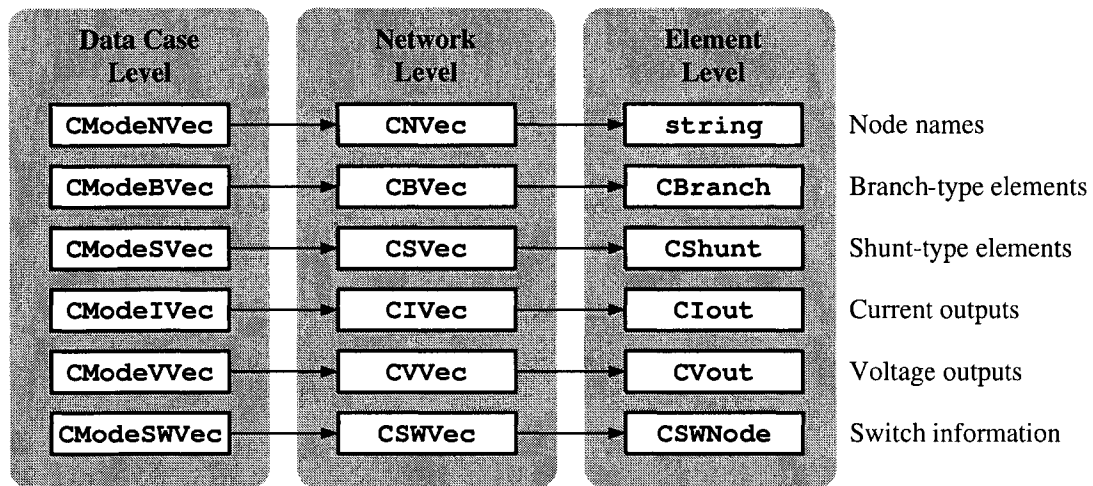 Data Case
Level
Network
Level
Element
Level
CModeNVec
CNVec
string
Node names
CModeBVec
CBVec
CBranch
Branch-type elements
CModeSVec
CSVec
CShunt
Shunt-type elements
CModeIVec
CIVec
CIout
Current outputs
CModeVVec
CVVec
CVout
Voltage outputs
CModeSWVec
CSWVec
CSWNode
Switch information